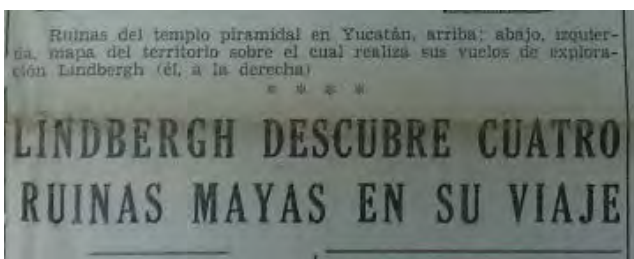 Ruinas del templo piramidal en Yucatán, arriba; abajo, izquier-
da, mapa del territorio sobre el cual realiza sus vuelos de explora-
ción Lindbergh (él, a la derecha)
* * * *
LINDBERGH DESCUBRE CUATRO
RUINAS MAYAS EN SU VIAJE